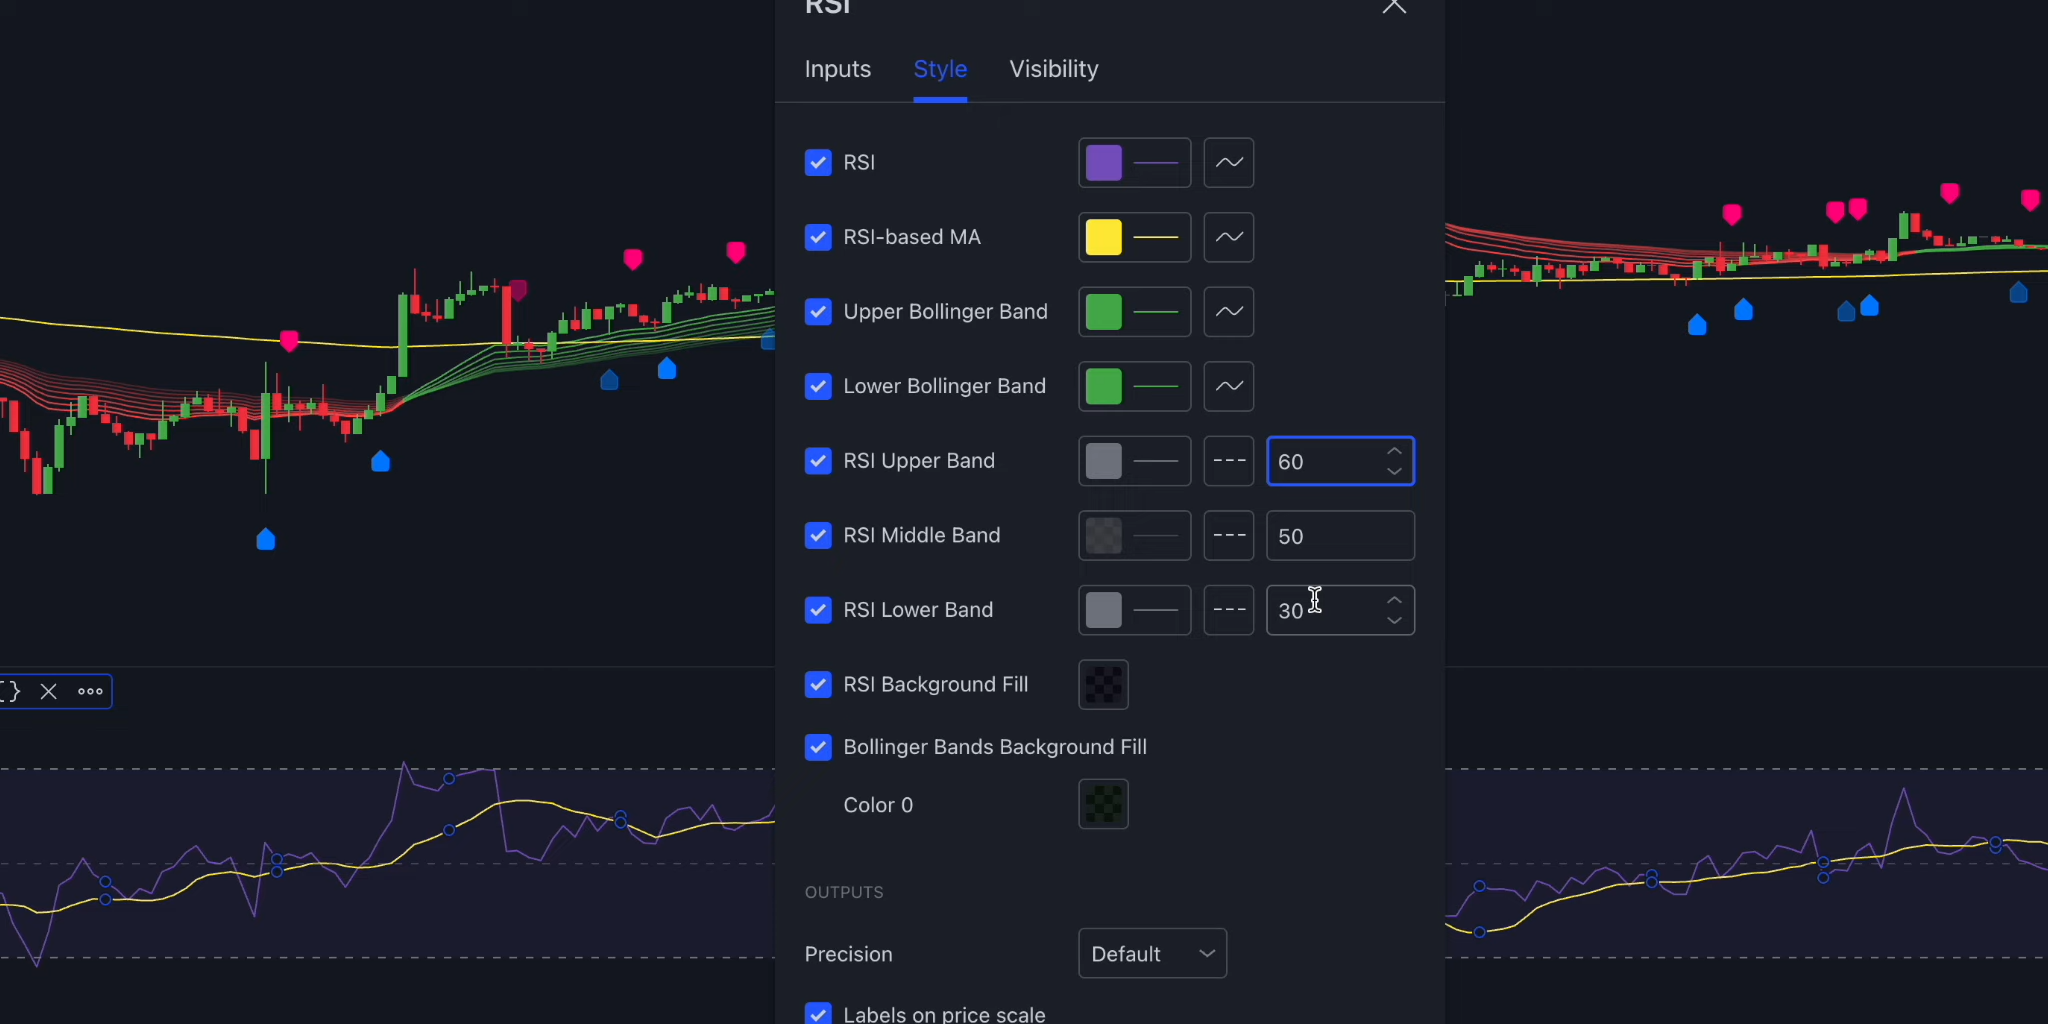 RSI
Inputs Style Visibility
RSI
RSI-based MA
Upper Bollinger Band
Lower Bollinger Band
RSI Upper Band 60
RSI Middle Band 50
RSI Lower Band 30
RSI Background Fill
Bollinger Bands Background Fill
Color 0
OUTPUTS
Precision Default
Labels on price scale